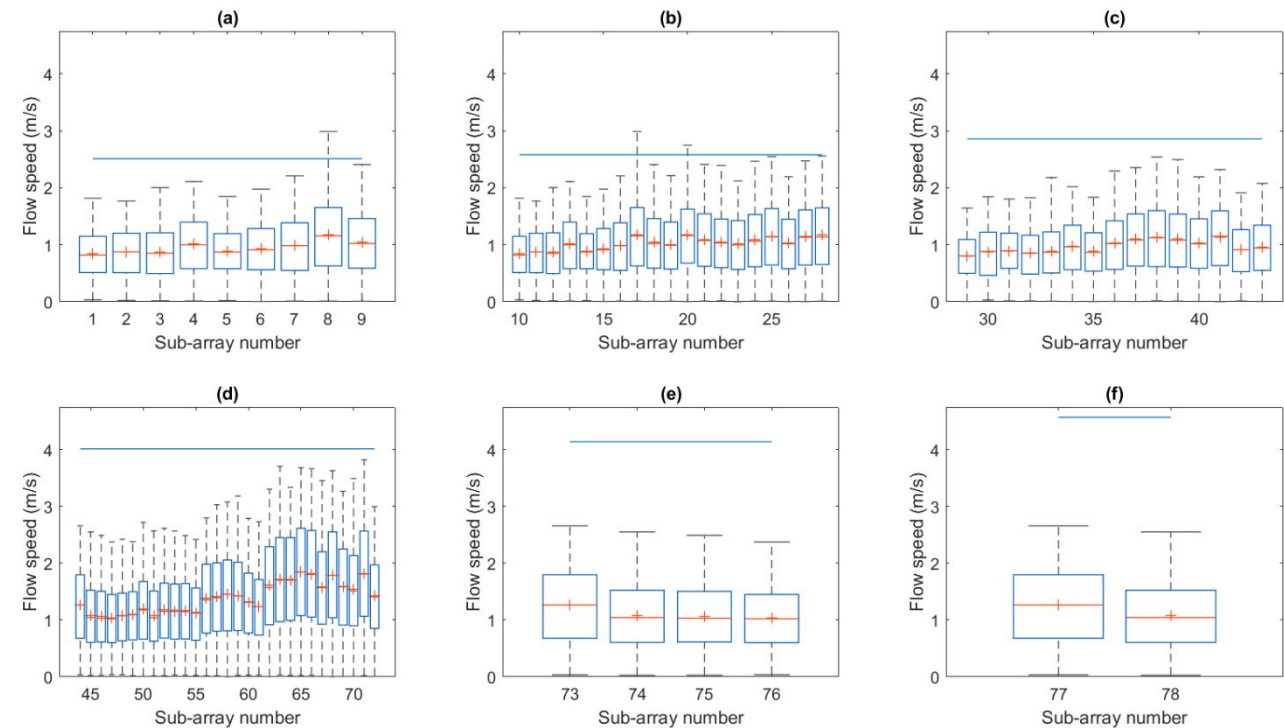 (a)
Flow speed (m/s)
4
3
2
1
0
1 2 3 4 5 6 7 8 9
Sub-array number
(b)
Flow speed (m/s)
4
3
2
1
0
10 15 20 25
Sub-array number
(c)
Flow speed (m/s)
4
3
2
1
0
30 35 40
Sub-array number
(d)
Flow speed (m/s)
4
3
2
1
0
45 50 55 60 65 70
Sub-array number
(e)
Flow speed (m/s)
4
3
2
1
0
73 74 75 76
Sub-array number
(f)
Flow speed (m/s)
4
3
2
1
0
77 78
Sub-array number